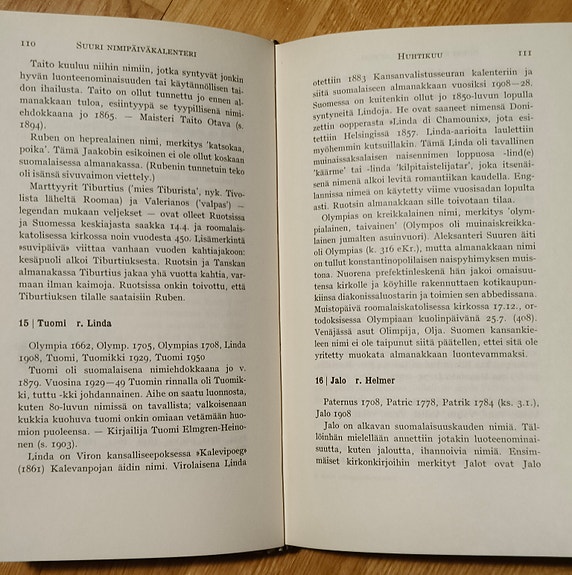 110 SUURI NIMIPÄIVÄKALENTERI
Taito kuuluu niihin nimiin, jotka syntyvät jonkin
hyvän luonteenominaisuuden tai käytännöllisen tai-
don ihailusta. Taito on ollut tunnettu jo ennen al-
manakkaan tuloa, esiintyypä se tyypillisenä nimi-
ehdokkaana jo 1865. — Maisteri Taito Otava (s.
1894).
Ruben on heprealainen nimi, merkitys 'katsokaa,
poika'. Tämä Jaakobin esikoinen ei ole ollut koskaan
suomalaisessa almanakassa. (Rubenin tunnetuin teko
oli isänsä sivuvaimon viettely.)
Marttyyrit Tiburtius ('mies Tiburista', nyk. Tivo-
lista läheltä Roomaa) ja Valerianos ('valpas') —
legendan mukaan veljekset — ovat olleet Ruotsissa
ja Suomessa keskiajasta saakka 14.4. ja roomalais-
katolisessa kirkossa noin vuodesta 450. Lisämerkintä
»suvipäivä» viittaa vanhaan vuoden kahtiajakoon:
kesäpuoli alkoi Tiburtiuksesta. Ruotsin ja Tanskan
almanakassa Tiburtius jakaa yhä vuotta kahtia, var-
maan ilman kaimoja. Ruotsissa onkin toivottu, että
Tiburtiuksen tilalle saataisiin Ruben.
15 | Tuomi r. Linda
Olympia 1662, Olymp. 1705, Olympias 1708, Linda
1908, Tuomi, Tuomikki 1929, Tuomi 1950
Tuomi oli suomalaisena nimiehdokkaana jo v.
1879. Vuosina 1929—49 Tuomin rinnalla oli Tuomik-
ki, tuttu -kki johdannainen. Aihe on saatu luonnosta,
kuten 80-luvun nimissä on tavallista; valkoisenaan
kukkia tuoksuva tuomi onkin omiaan vetämään huo-
mion puoleensa. — Kirjailija Tuomi Elmgren-Heino-
nen (s. 1903).
Linda on Viron kansalliseepoksessa »Kalevipoeg»
(1861) Kalevanpojan äidin nimi. Virolaisena Linda
HUHTIKUU 111
otettiin 1883 Kansanvalistusseuran kalenteriin ja
siitä suomalaiseen almanakkaan vuosiksi 1908—28.
Suomessa on kuitenkin ollut jo 1850-luvun lopulla
syntyneitä Lindoja. He ovat saaneet nimensä Doni-
zettin oopperasta »Linda di Chamounix», jota esi-
tettiin Helsingissä 1857. Linda-aarioita laulettiin
myöhemmin kutsuillakin. Tämä Linda oli tavallinen
muinaissaksalaisen naisennimen loppuosa -lind(e)
'käärme' tai -linda 'kilpitaistelijatar', joka itsenäi-
senä nimenä alkoi levitä romantiikan kaudella. Eng-
lannissa nimeä on käytetty viime vuosisadan lopulta
asti. Ruotsin almanakkaan sille toivotaan tilaa.
Olympias on kreikkalainen nimi, merkitys 'olym-
pialainen, taivainen' (Olympos oli muinaiskreikka-
laisen jumalten asuinvuori). Aleksanteri Suuren äiti
oli Olympias (k. 316 eKr.), mutta almanakkaan nimi
on tullut konstantinopolilaisen naispyhimyksen muis-
tona. Nuorena prefektinleskenä hän jakoi omaisuu-
tensa kirkolle ja köyhille rakennuttaen kotikaupun-
kiinsa diakonissaluostarin ja toimien sen abbedissana.
Muistopäivä roomalaiskatolisessa kirkossa 17.12., or-
todoksisessa Olympiaan kuolinpäivänä 25.7. (408).
Venäjässä asut Olimpija, Olja. Suomen kansankie-
leen nimi ei ole taipunut siitä päätellen, ettei sitä ole
yritetty muokata almanakkaan luontevammaksi.
16 | Jalo r. Helmer
Paternus 1708, Patric 1778, Patrik 1784 (ks. 3.1.),
Jalo 1908
Jalo on alkavan suomalaisuuskauden nimiä. Täl-
löinhän mielellään annettiin jotakin luoteenominai-
suutta, kuten jaloutta, ihannoivia nimiä. Ensim-
mäiset kirkonkirjoihin merkityt Jalot ovat Jalo